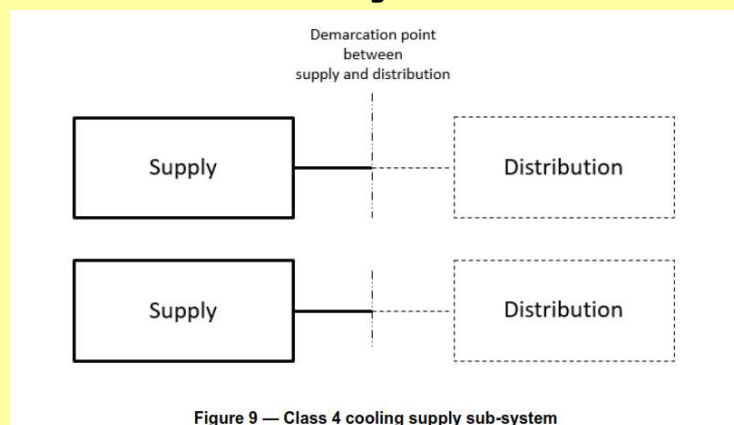 Demarcation point
between
supply and distribution
Supply
Distribution
Supply
Distribution
Figure 9 — Class 4 cooling supply sub-system